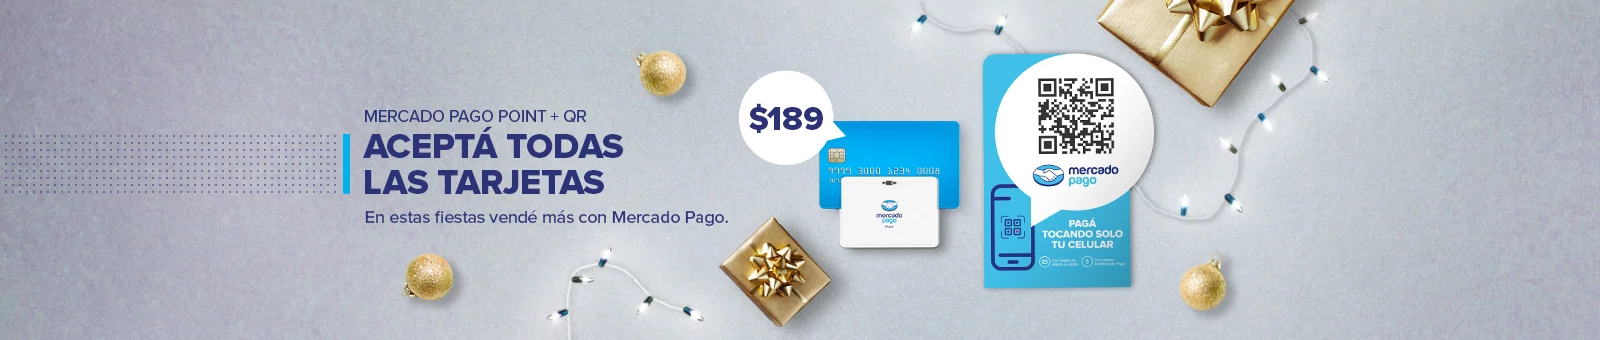 MERCADO PAGO POINT + QR
ACEPTÁ TODAS
LAS TARJETAS
En estas fiestas vendé más con Mercado Pago.
$189
9999 3000 1234 0008
mercado
pago
Point
mercado
pago
PAGÁ
TOCANDO SOLO
TU CELULAR